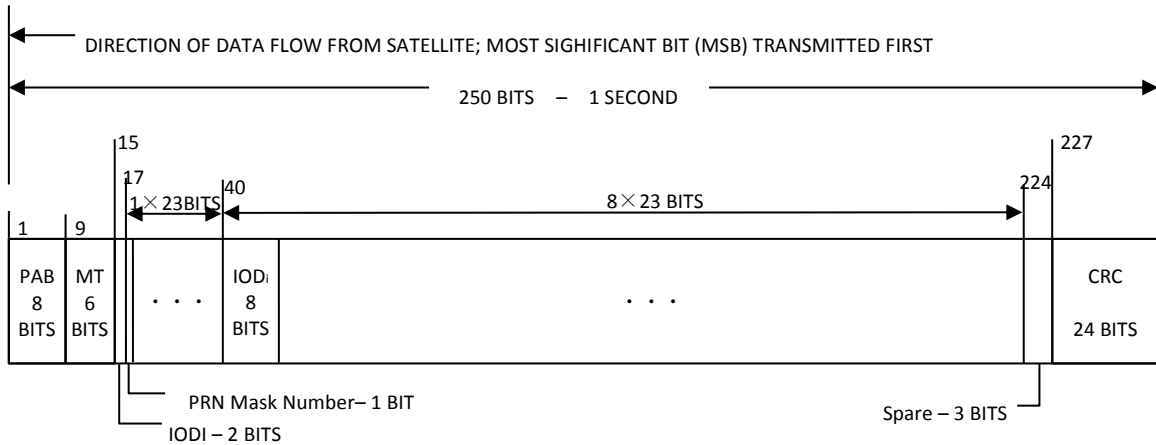 DIRECTION OF DATA FLOW FROM SATELLITE; MOST SIGHIFICANT BIT (MSB) TRANSMITTED FIRST
250 BITS – 1 SECOND
15
227
17
40
224
1×23BITS
8×23 BITS
1
9
PAB
8
BITS
MT
6
BITS
. . .
IODi
8
BITS
. . .
CRC
24 BITS
PRN Mask Number– 1 BIT
Spare – 3 BITS
IODI – 2 BITS